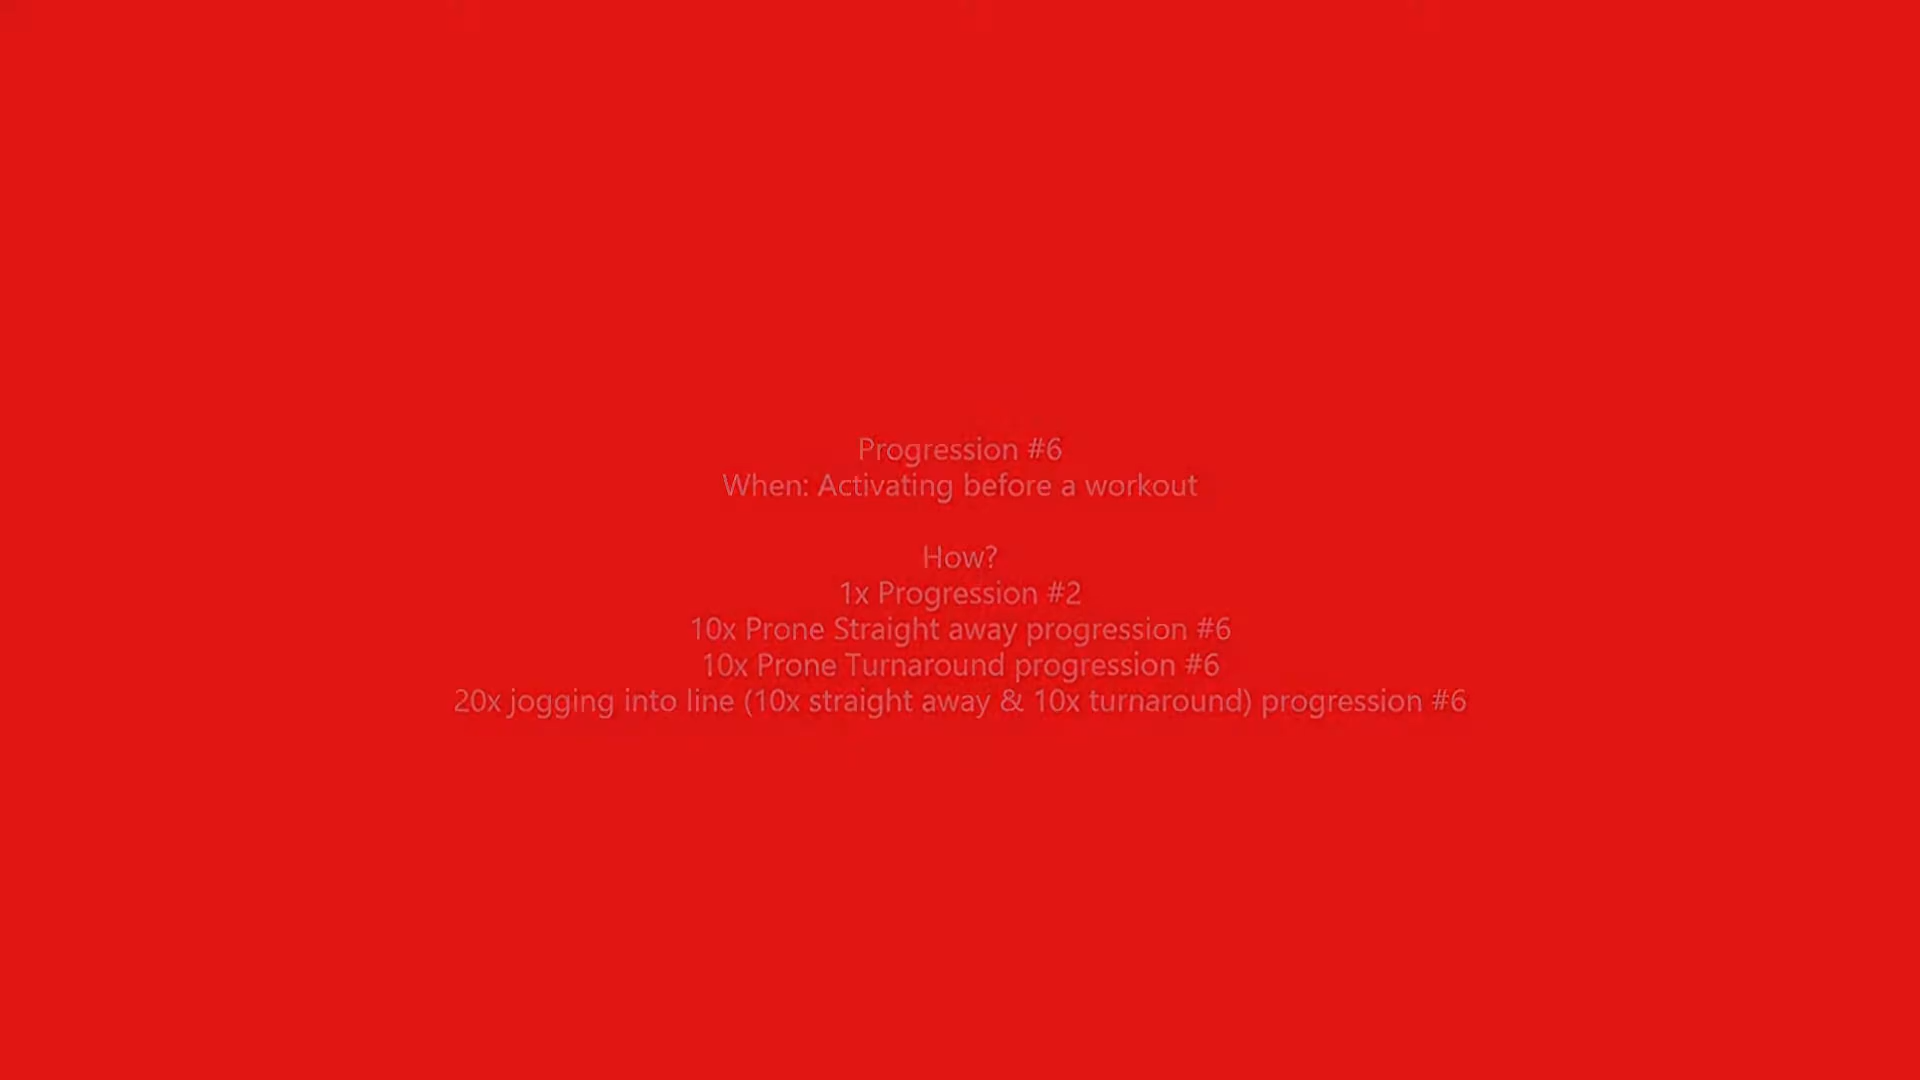 Progression #6
When: Activating before a workout
How?
1x Progression #2
10x Prone Straight away progression #6
10x Prone Turnaround progression #6
20x jogging into line (10x straight away & 10x turnaround) progression #6